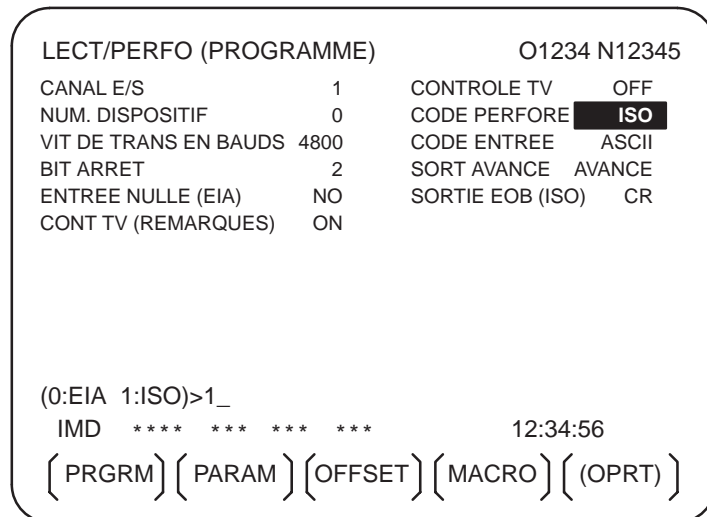 LECT/PERFO (PROGRAMME) O1234 N12345
CANAL E/S 1 CONTROLE TV OFF
NUM. DISPOSITIF 0 CODE PERFORE ISO
VIT DE TRANS EN BAUDS 4800 CODE ENTREE ASCII
BIT ARRET 2 SORT AVANCE AVANCE
ENTREE NULLE (EIA) NO SORTIE EOB (ISO) CR
CONT TV (REMARQUES) ON
(0:EIA 1:ISO)>1_
IMD **** *** *** *** 12:34:56
[ PRGRM ] [ PARAM ] [ OFFSET ] [ MACRO ] [ (OPRT) ]